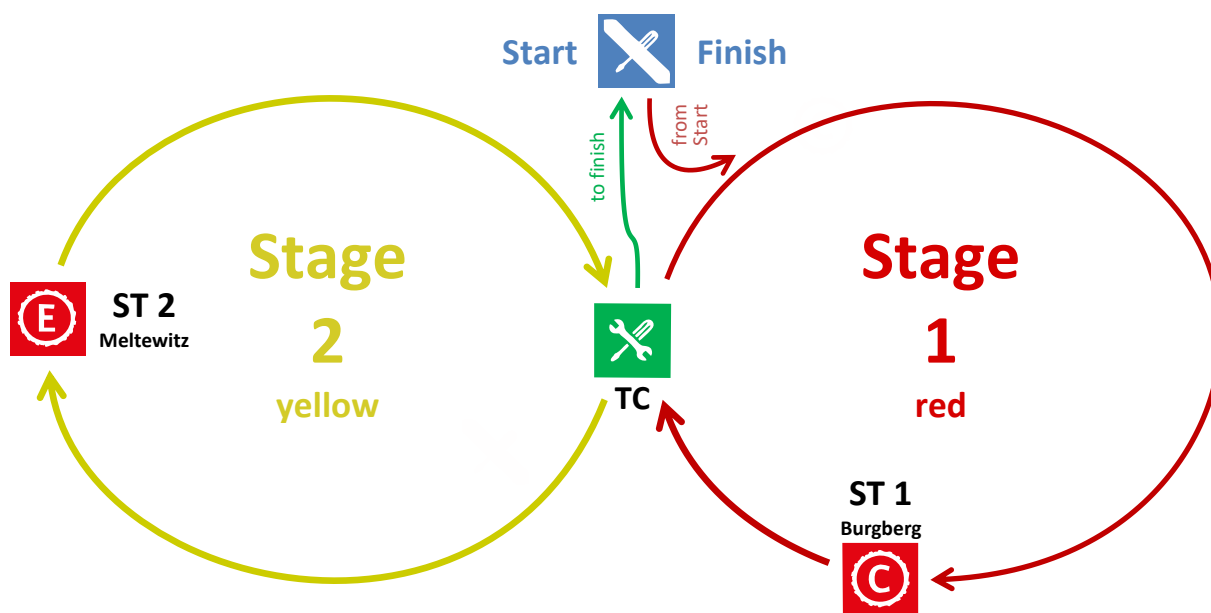 Start
Finish
from
Start
to finish
Stage
2
yellow
Stage
1
red
E
ST 2
Meltewitz
TC
ST 1
Burgberg
C